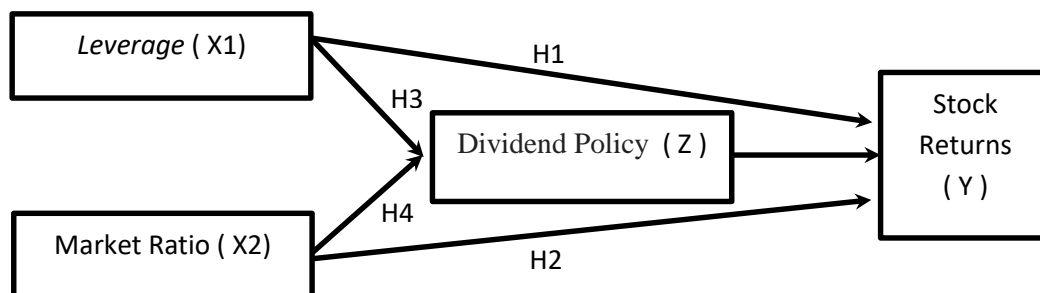 Leverage ( X1)
H1
H3
Stock
Returns
( Y )
Dividend Policy ( Z )
H4
Market Ratio ( X2)
H2